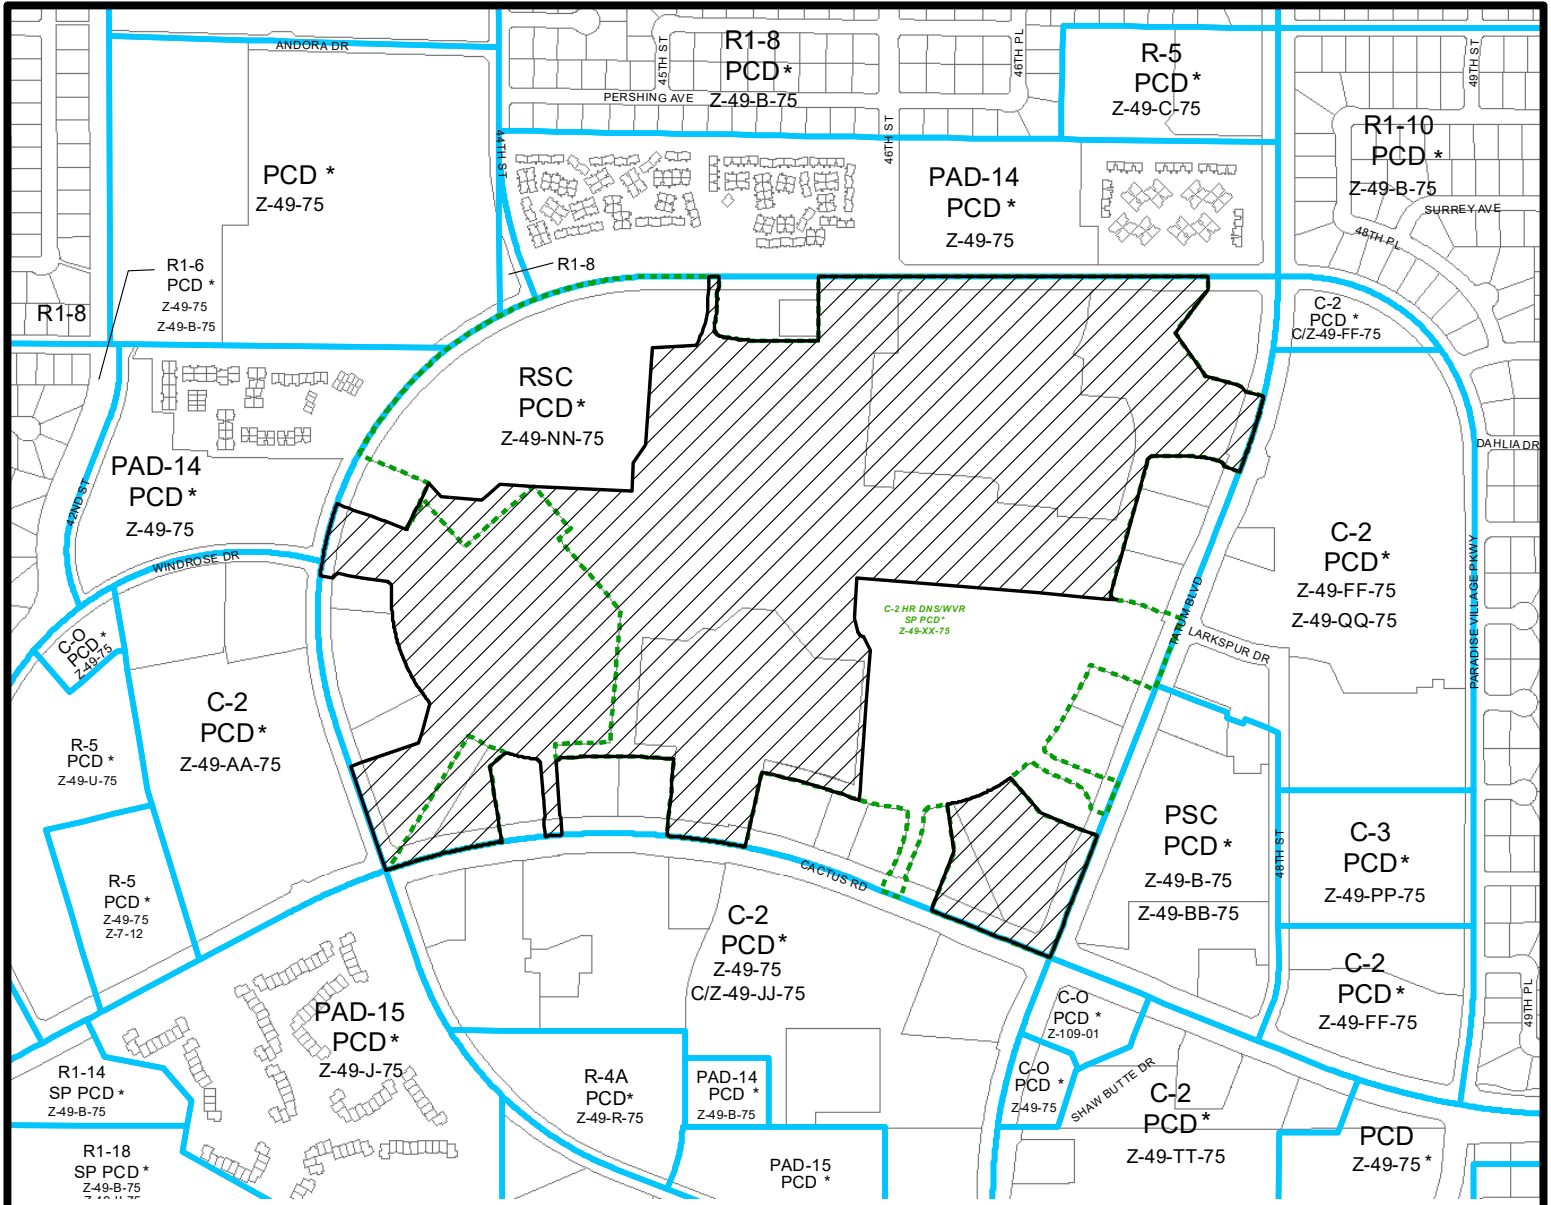 ANDORA DR
45TH ST
R1-8
PCD *
Z-49-B-75
46TH PL
R-5
PCD *
Z-49-C-75
49TH ST
PERSHING AVE
44TH ST
46TH ST
R1-10
PCD *
Z-49-B-75
SURREY AVE
48TH PL
PCD *
Z-49-75
PAD-14
PCD *
Z-49-75
R1-6
PCD *
Z-49-75
Z-49-B-75
R1-8
R1-8
C-2
PCD *
C/Z-49-FF-75
RSC
PCD *
Z-49-NN-75
DAHLIA DR
PAD-14
PCD *
Z-49-75
42ND ST
WINDROSE DR
C-2
PCD *
Z-49-FF-75
Z-49-QQ-75
PARADISE VILLAGE PKWY
C-2 HR DNS/WVR
SP PCD*
Z-49-XX-75
TATUM BLVD
LARKSPUR DR
C-O
PCD *
Z-49-75
C-2
PCD *
Z-49-AA-75
R-5
PCD *
Z-49-U-75
PSC
PCD *
Z-49-B-75
Z-49-BB-75
48TH ST
C-3
PCD *
Z-49-PP-75
CACTUS RD
R-5
PCD *
Z-49-75
Z-7-12
C-2
PCD *
Z-49-75
C/Z-49-JJ-75
C-2
PCD *
Z-49-FF-75
49TH PL
PAD-15
PCD *
Z-49-J-75
C-O
PCD *
Z-109-01
R1-14
SP PCD *
Z-49-B-75
R-4A
PCD*
Z-49-R-75
PAD-14
PCD *
Z-49-B-75
C-O
PCD *
Z-49-75
SHAW BUTTE DR
C-2
PCD *
Z-49-TT-75
PCD
Z-49-75 *
R1-18
SP PCD *
Z-49-B-75
PAD-15
PCD *